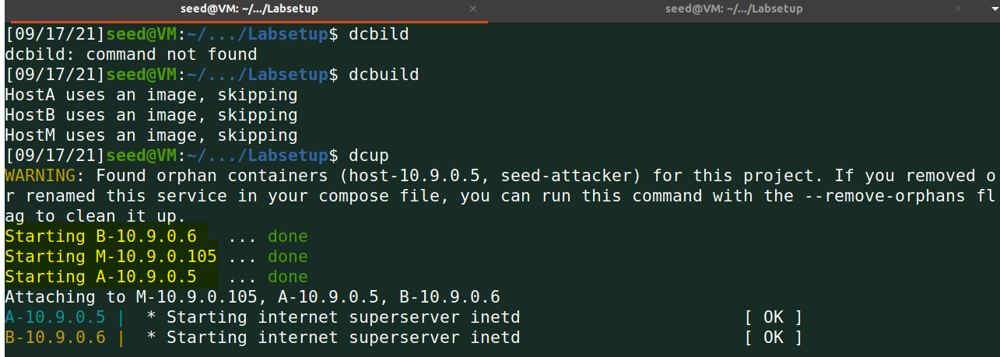 seed@VM: ~/.../Labsetup × seed@VM: ~/.../Labsetup ×
[09/17/21]seed@VM:~/.../Labsetup$ dcbild
dcbild: command not found
[09/17/21]seed@VM:~/.../Labsetup$ dcbuild
HostA uses an image, skipping
HostB uses an image, skipping
HostM uses an image, skipping
[09/17/21]seed@VM:~/.../Labsetup$ dcup
WARNING: Found orphan containers (host-10.9.0.5, seed-attacker) for this project. If you removed o
r renamed this service in your compose file, you can run this command with the --remove-orphans fl
ag to clean it up.
Starting B-10.9.0.6   ... done
Starting M-10.9.0.105 ... done
Starting A-10.9.0.5   ... done
Attaching to M-10.9.0.105, A-10.9.0.5, B-10.9.0.6
A-10.9.0.5 |  * Starting internet superserver inetd                      [ OK ]
B-10.9.0.6 |  * Starting internet superserver inetd                      [ OK ]